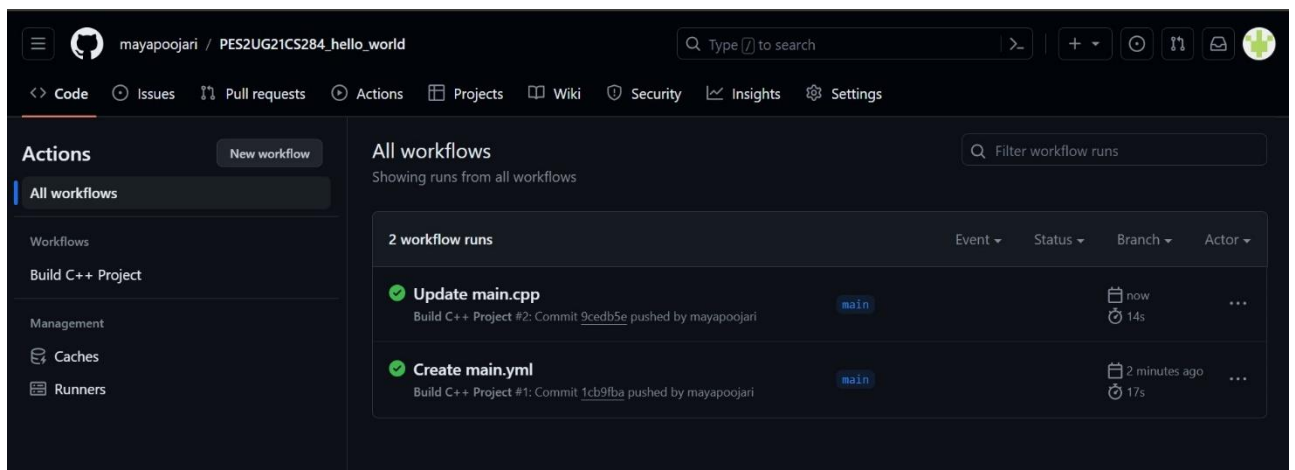 mayapoojari / PES2UG21CS284_hello_world
Type / to search
Code Issues Pull requests Actions Projects Wiki Security Insights Settings
Actions
New workflow
All workflows
Workflows
Build C++ Project
Management
Caches
Runners
All workflows
Showing runs from all workflows
Filter workflow runs
2 workflow runs
Event Status Branch Actor
Update main.cpp
Build C++ Project #2: Commit 9cedb5e pushed by mayapoojari
main
now
14s
Create main.yml
Build C++ Project #1: Commit 1cb9fba pushed by mayapoojari
main
2 minutes ago
17s